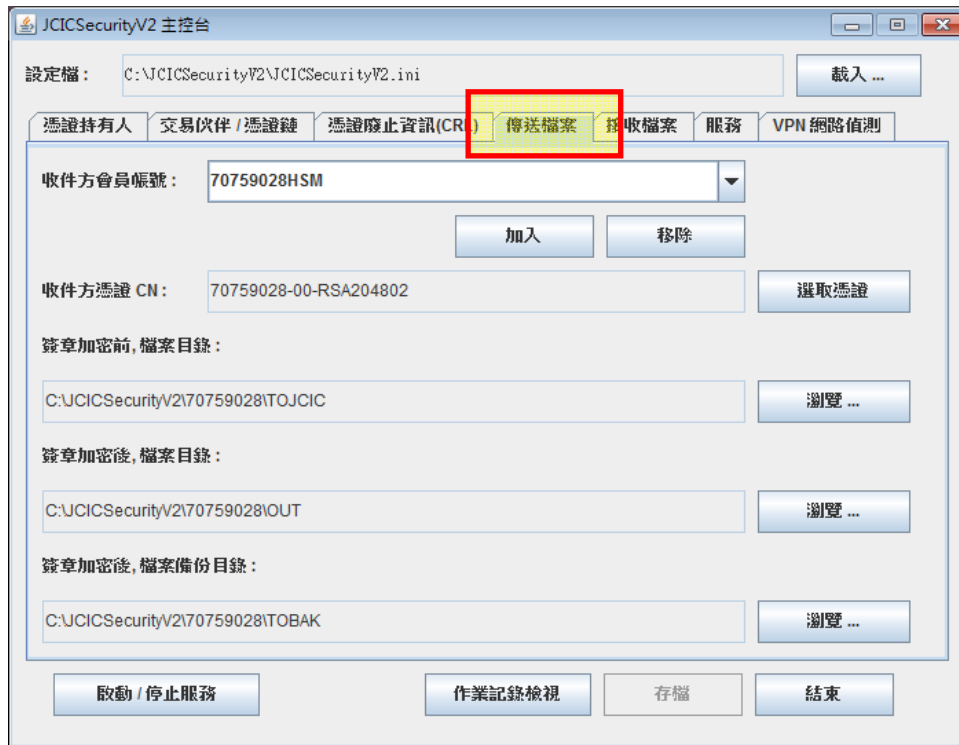 JCICSecurityV2 主控台
設定檔： C:\JCICSecurityV2\JCICSecurityV2.ini 載入 ...
憑證持有人 交易伙伴 / 憑證鏈 憑證廢止資訊(CRL) 傳送檔案 接收檔案 服務 VPN 網路偵測
收件方會員帳號： 70759028HSM
加入 移除
收件方憑證 CN： 70759028-00-RSA204802 選取憑證
簽章加密前, 檔案目錄：
C:\JCICSecurityV2\70759028\TOJCIC 瀏覽 ...
簽章加密後, 檔案目錄：
C:\JCICSecurityV2\70759028\OUT 瀏覽 ...
簽章加密後, 檔案備份目錄：
C:\JCICSecurityV2\70759028\TOBAK 瀏覽 ...
啟動 / 停止服務 作業記錄檢視 存檔 結束